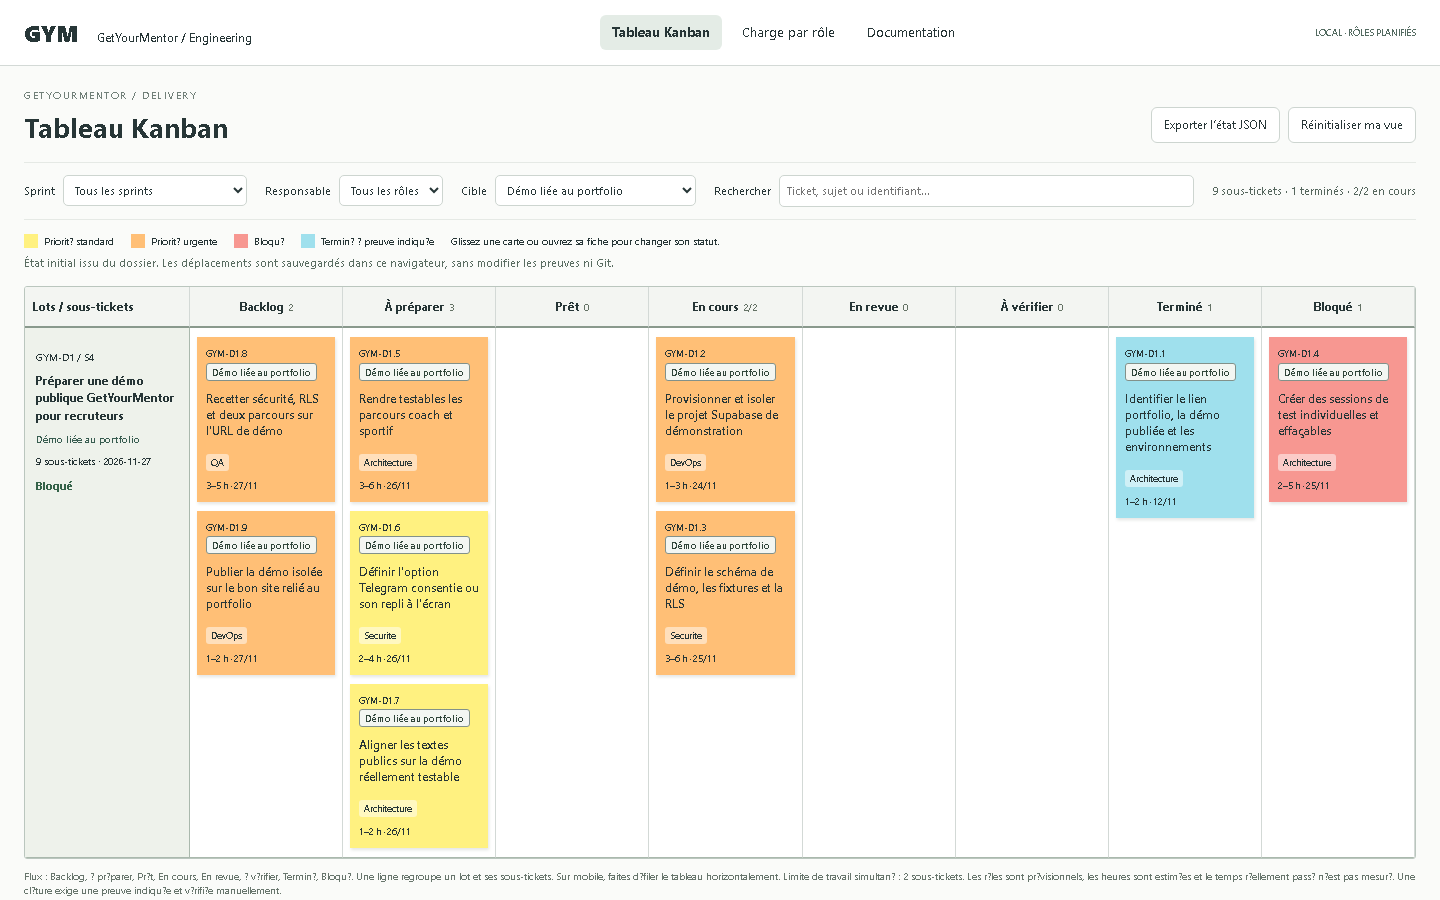 GYM GetYourMentor / Engineering
Tableau Kanban Charge par rôle Documentation
LOCAL · RÔLES PLANIFIÉS
GETYOURMENTOR / DELIVERY
Tableau Kanban
Exporter l'état JSON Réinitialiser ma vue
Sprint Tous les sprints Responsable Tous les rôles Cible Démo liée au portfolio Rechercher Ticket, sujet ou identifiant... 9 sous-tickets · 1 terminés · 2/2 en cours
Priorit? standard Priorit? urgente Bloqu? Termin? ? preuve indiqu?e Glissez une carte ou ouvrez sa fiche pour changer son statut.
État initial issu du dossier. Les déplacements sont sauvegardés dans ce navigateur, sans modifier les preuves ni Git.
Lots / sous-tickets Backlog 2 À préparer 3 Prêt 0 En cours 2/2 En revue 0 À vérifier 0 Terminé 1 Bloqué 1
GYM-D1 / S4
Préparer une démo
publique GetYourMentor
pour recruteurs
Démo liée au portfolio
9 sous-tickets · 2026-11-27
Bloqué
GYM-D1.8
Démo liée au portfolio
Recetter sécurité, RLS
et deux parcours sur
l'URL de démo
QA
3–5 h · 27/11
GYM-D1.9
Démo liée au portfolio
Publier la démo isolée
sur le bon site relié au
portfolio
DevOps
1–2 h · 27/11
GYM-D1.5
Démo liée au portfolio
Rendre testables les
parcours coach et
sportif
Architecture
3–6 h · 26/11
GYM-D1.6
Démo liée au portfolio
Définir l'option
Telegram consentie ou
son repli à l'écran
Securite
2–4 h · 26/11
GYM-D1.7
Démo liée au portfolio
Aligner les textes
publics sur la démo
réellement testable
Architecture
1–2 h · 26/11
GYM-D1.2
Démo liée au portfolio
Provisionner et isoler
le projet Supabase de
démonstration
DevOps
1–3 h · 24/11
GYM-D1.3
Démo liée au portfolio
Définir le schéma de
démo, les fixtures et la
RLS
Securite
3–6 h · 25/11
GYM-D1.1
Démo liée au portfolio
Identifier le lien
portfolio, la démo
publiée et les
environnements
Architecture
1–2 h · 12/11
GYM-D1.4
Démo liée au portfolio
Créer des sessions de
test individuelles et
effaçables
Architecture
2–5 h · 25/11
Flux : Backlog, ? pr?parer, Pr?t, En cours, En revue, ? v?rifier, Termin?, Bloqu?. Une ligne regroupe un lot et ses sous-tickets. Sur mobile, faites d?filer le tableau horizontalement. Limite de travail simultan? : 2 sous-tickets. Les r?les sont pr?visionnels, les heures sont estim?es et le temps r?ellement pass? n?est pas mesur?. Une
cl?ture exige une preuve indiqu?e et v?rifi?e manuellement.